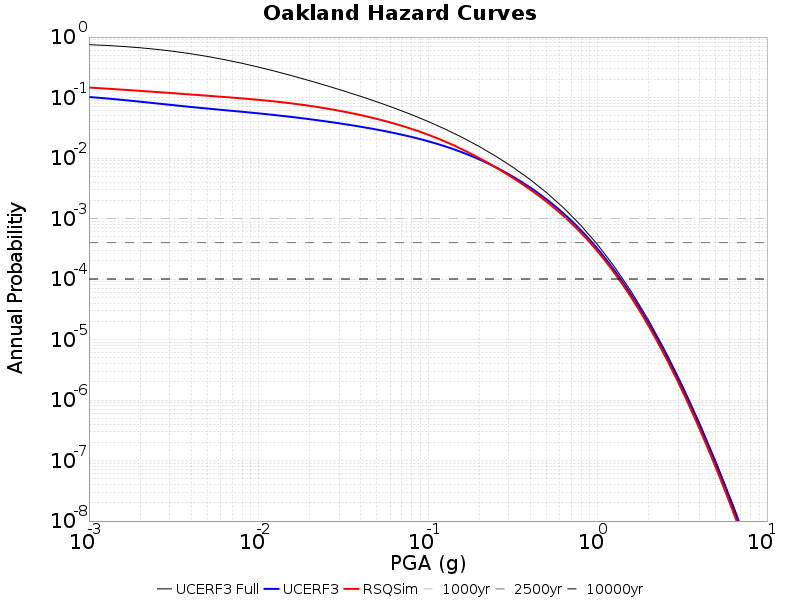 Oakland Hazard Curves
Annual Probabilitiy
10^0
10^-1
10^-2
10^-3
10^-4
10^-5
10^-6
10^-7
10^-8
10^-3 10^-2 10^-1 10^0 10^1
PGA (g)
UCERF3 Full UCERF3 RSQSim 1000yr 2500yr 10000yr